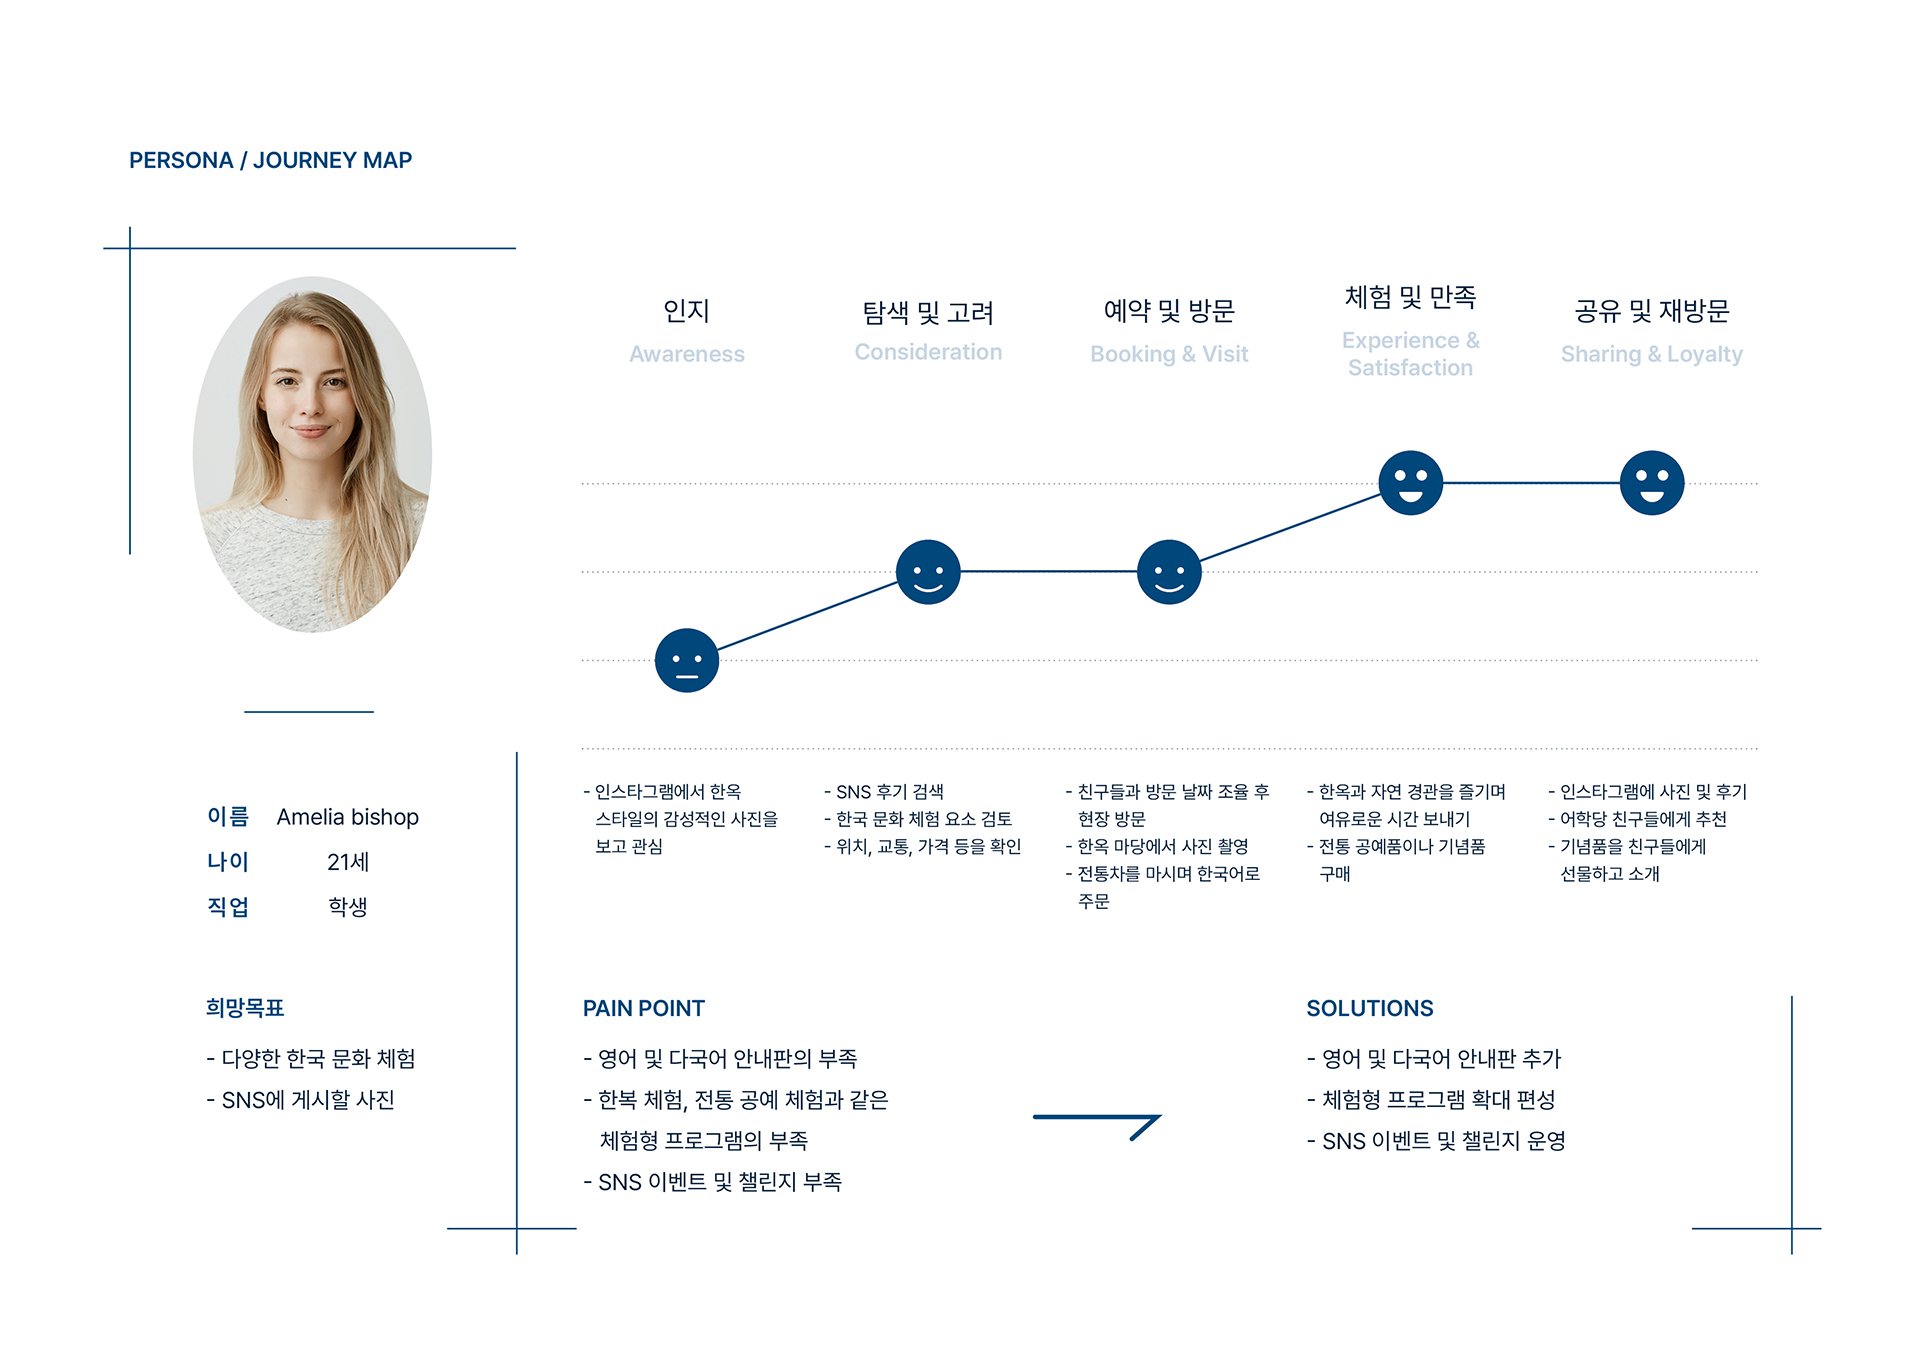 PERSONA / JOURNEY MAP
이름 Amelia bishop
나이 21세
직업 학생
희망목표
- 다양한 한국 문화 체험
- SNS에 게시할 사진
인지
Awareness
탐색 및 고려
Consideration
예약 및 방문
Booking & Visit
체험 및 만족
Experience &
Satisfaction
공유 및 재방문
Sharing & Loyalty
- 인스타그램에서 한옥
스타일의 감성적인 사진을
보고 관심
- SNS 후기 검색
- 한국 문화 체험 요소 검토
- 위치, 교통, 가격 등을 확인
- 친구들과 방문 날짜 조율 후
현장 방문
- 한옥 마당에서 사진 촬영
- 전통차를 마시며 한국어로
주문
- 한옥과 자연 경관을 즐기며
여유로운 시간 보내기
- 전통 공예품이나 기념품
구매
- 인스타그램에 사진 및 후기
- 어학당 친구들에게 추천
- 기념품을 친구들에게
선물하고 소개
PAIN POINT
- 영어 및 다국어 안내판의 부족
- 한복 체험, 전통 공예 체험과 같은
체험형 프로그램의 부족
- SNS 이벤트 및 챌린지 부족
SOLUTIONS
- 영어 및 다국어 안내판 추가
- 체험형 프로그램 확대 편성
- SNS 이벤트 및 챌린지 운영